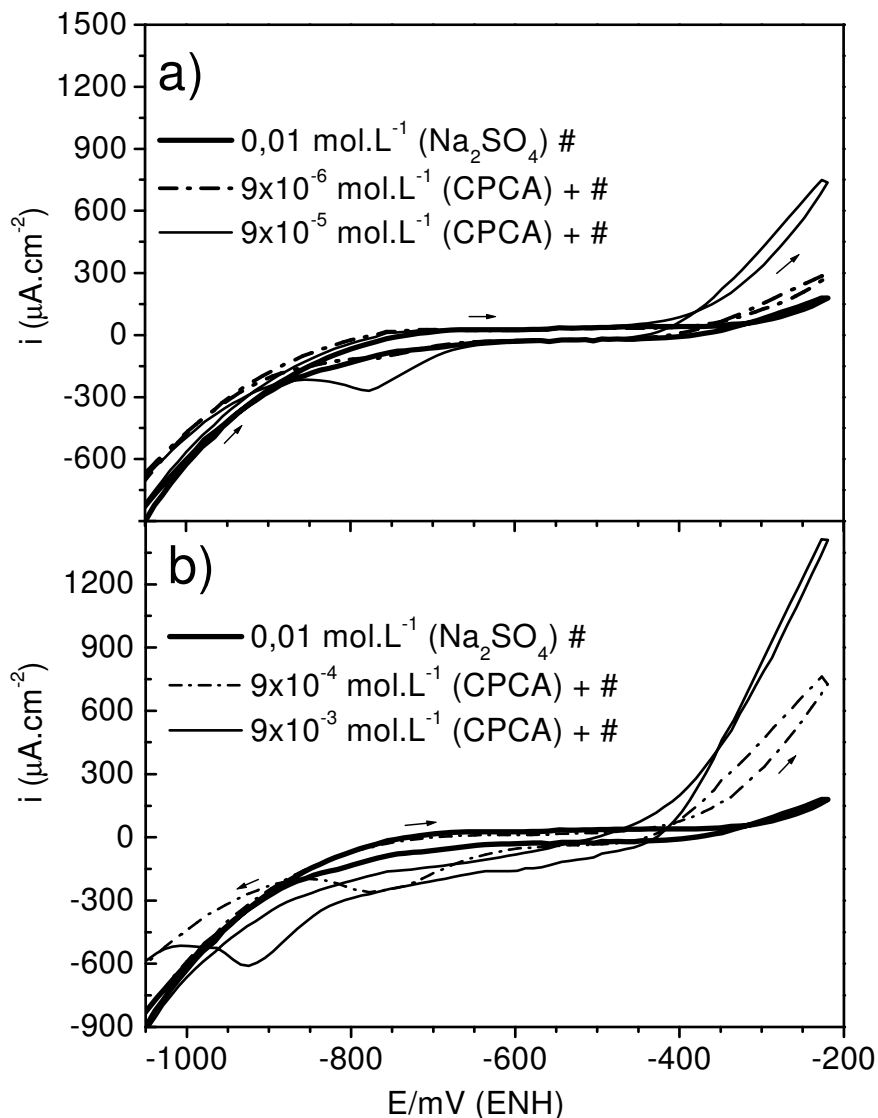 1500
1200
900
600
300
0
-300
-600
i (μA.cm⁻²)
a)
0,01 mol.L⁻¹ (Na₂SO₄) #
9x10⁻⁶ mol.L⁻¹ (CPCA) + #
9x10⁻⁵ mol.L⁻¹ (CPCA) + #
1200
900
600
300
0
-300
-600
-900
i (μA.cm⁻²)
b)
0,01 mol.L⁻¹ (Na₂SO₄) #
9x10⁻⁴ mol.L⁻¹ (CPCA) + #
9x10⁻³ mol.L⁻¹ (CPCA) + #
-1000 -800 -600 -400 -200
E/mV (ENH)